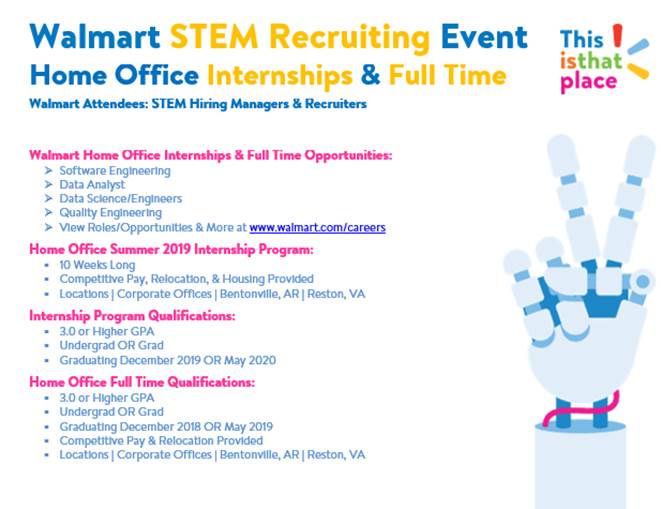 Walmart STEM Recruiting Event
Home Office Internships & Full Time
Walmart Attendees: STEM Hiring Managers & Recruiters
This
isthat
place
Walmart Home Office Internships & Full Time Opportunities:
➢ Software Engineering
➢ Data Analyst
➢ Data Science/Engineers
➢ Quality Engineering
➢ View Roles/Opportunities & More at www.walmart.com/careers
Home Office Summer 2019 Internship Program:
▪ 10 Weeks Long
▪ Competitive Pay, Relocation, & Housing Provided
▪ Locations | Corporate Offices | Bentonville, AR | Reston, VA
Internship Program Qualifications:
▪ 3.0 or Higher GPA
▪ Undergrad OR Grad
▪ Graduating December 2019 OR May 2020
Home Office Full Time Qualifications:
▪ 3.0 or Higher GPA
▪ Undergrad OR Grad
▪ Graduating December 2018 OR May 2019
▪ Competitive Pay & Relocation Provided
▪ Locations | Corporate Offices | Bentonville, AR | Reston, VA